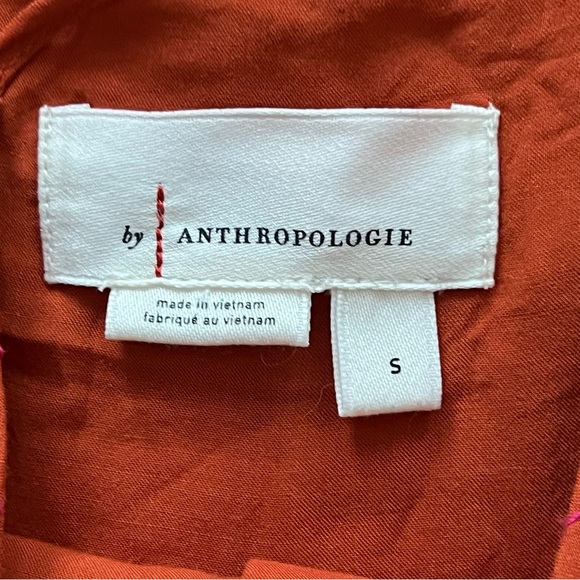 by ANTHROPOLOGIE
made in vietnam
fabriqué au vietnam
S